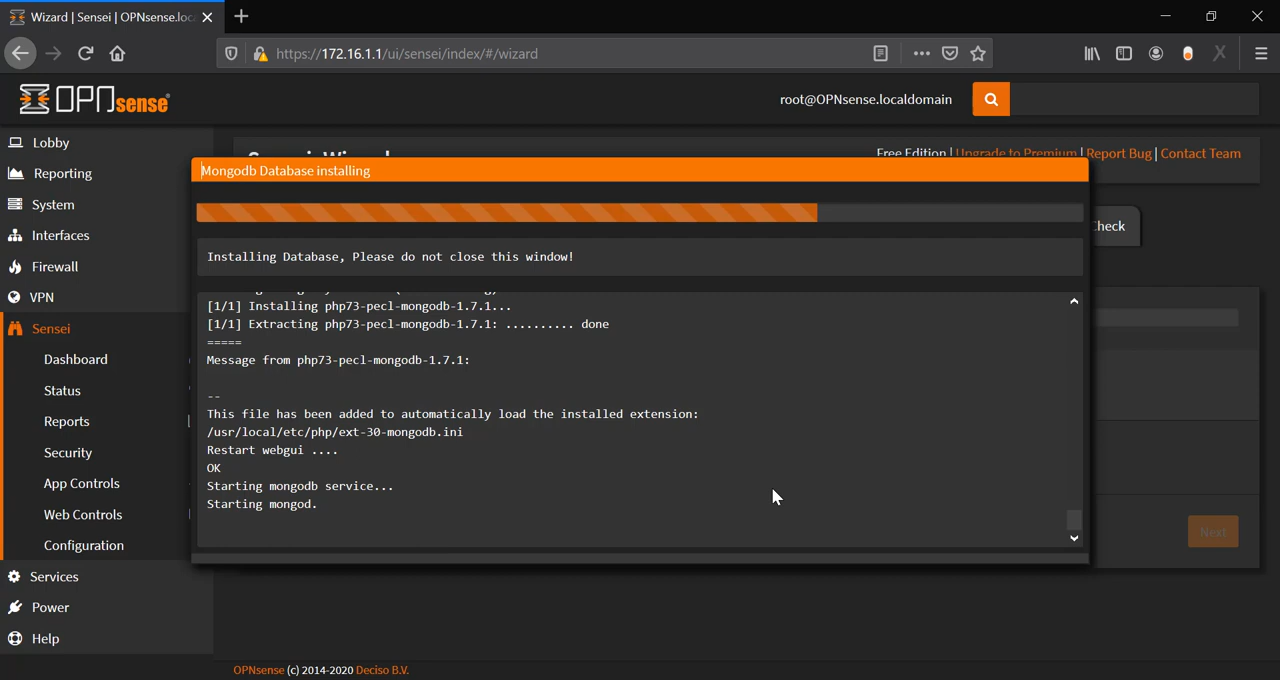 Wizard | Sensei | OPNsense.loc
https://172.16.1.1/ui/sensei/index/#/wizard
OPNsense
root@OPNsense.localdomain
Lobby
Reporting
System
Interfaces
Firewall
VPN
Sensei
Dashboard
Status
Reports
Security
App Controls
Web Controls
Configuration
Services
Power
Help
Free Edition | Upgrade to Premium | Report Bug | Contact Team
Mongodb Database installing
Check
Installing Database, Please do not close this window!
[1/1] Installing php73-pecl-mongodb-1.7.1...
[1/1] Extracting php73-pecl-mongodb-1.7.1: .......... done
=====
Message from php73-pecl-mongodb-1.7.1:
--
This file has been added to automatically load the installed extension:
/usr/local/etc/php/ext-30-mongodb.ini
Restart webgui ....
OK
Starting mongodb service...
Starting mongod.
Next
OPNsense (c) 2014-2020 Deciso B.V.